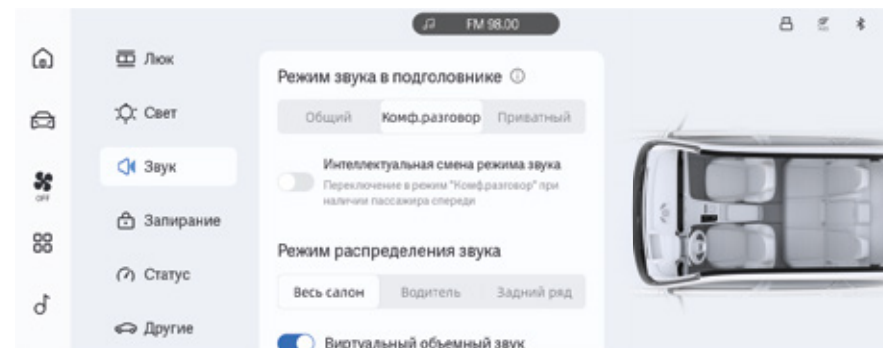 FM 98.00
Люк
Свет
Звук
Запирание
Статус
Другие
OFF
Режим звука в подголовнике
Общий Комф.разговор Приватный
Интеллектуальная смена режима звука
Переключение в режим "Комф.разговор" при
наличии пассажира спереди
Режим распределения звука
Весь салон Водитель Задний ряд
Виртуальный объемный звук